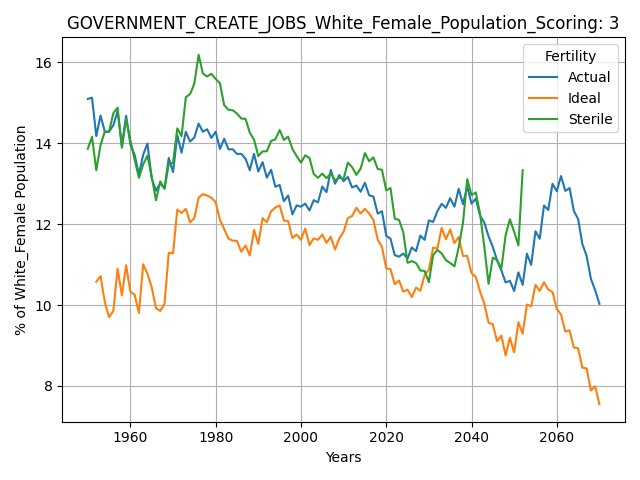 GOVERNMENT_CREATE_JOBS_White_Female_Population_Scoring: 3
Fertility
Actual
Ideal
Sterile
% of White_Female Population
16
14
12
10
8
1960 1980 2000 2020 2040 2060
Years